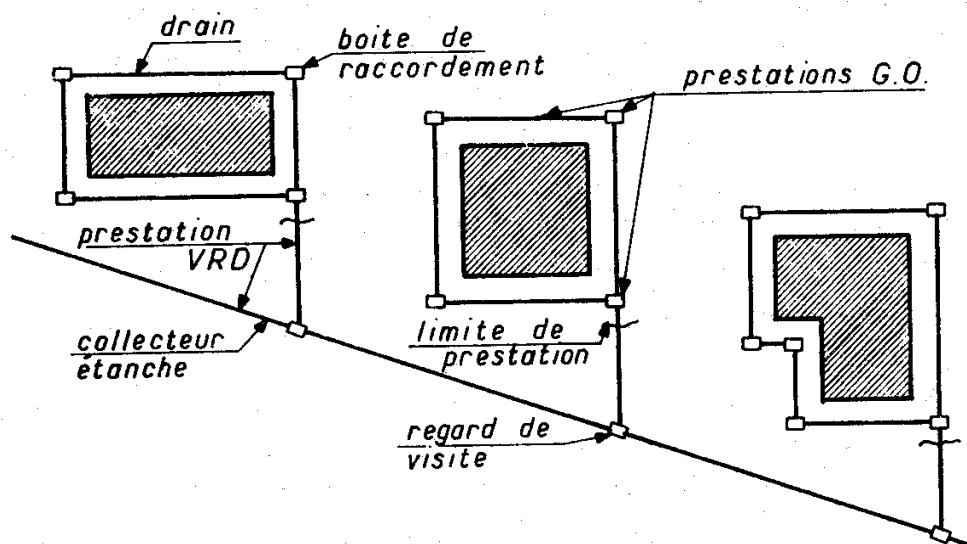 drain
boite de
raccordement
prestations G.O.
prestation
VRD
collecteur
étanche
limite de
prestation
regard de
visite